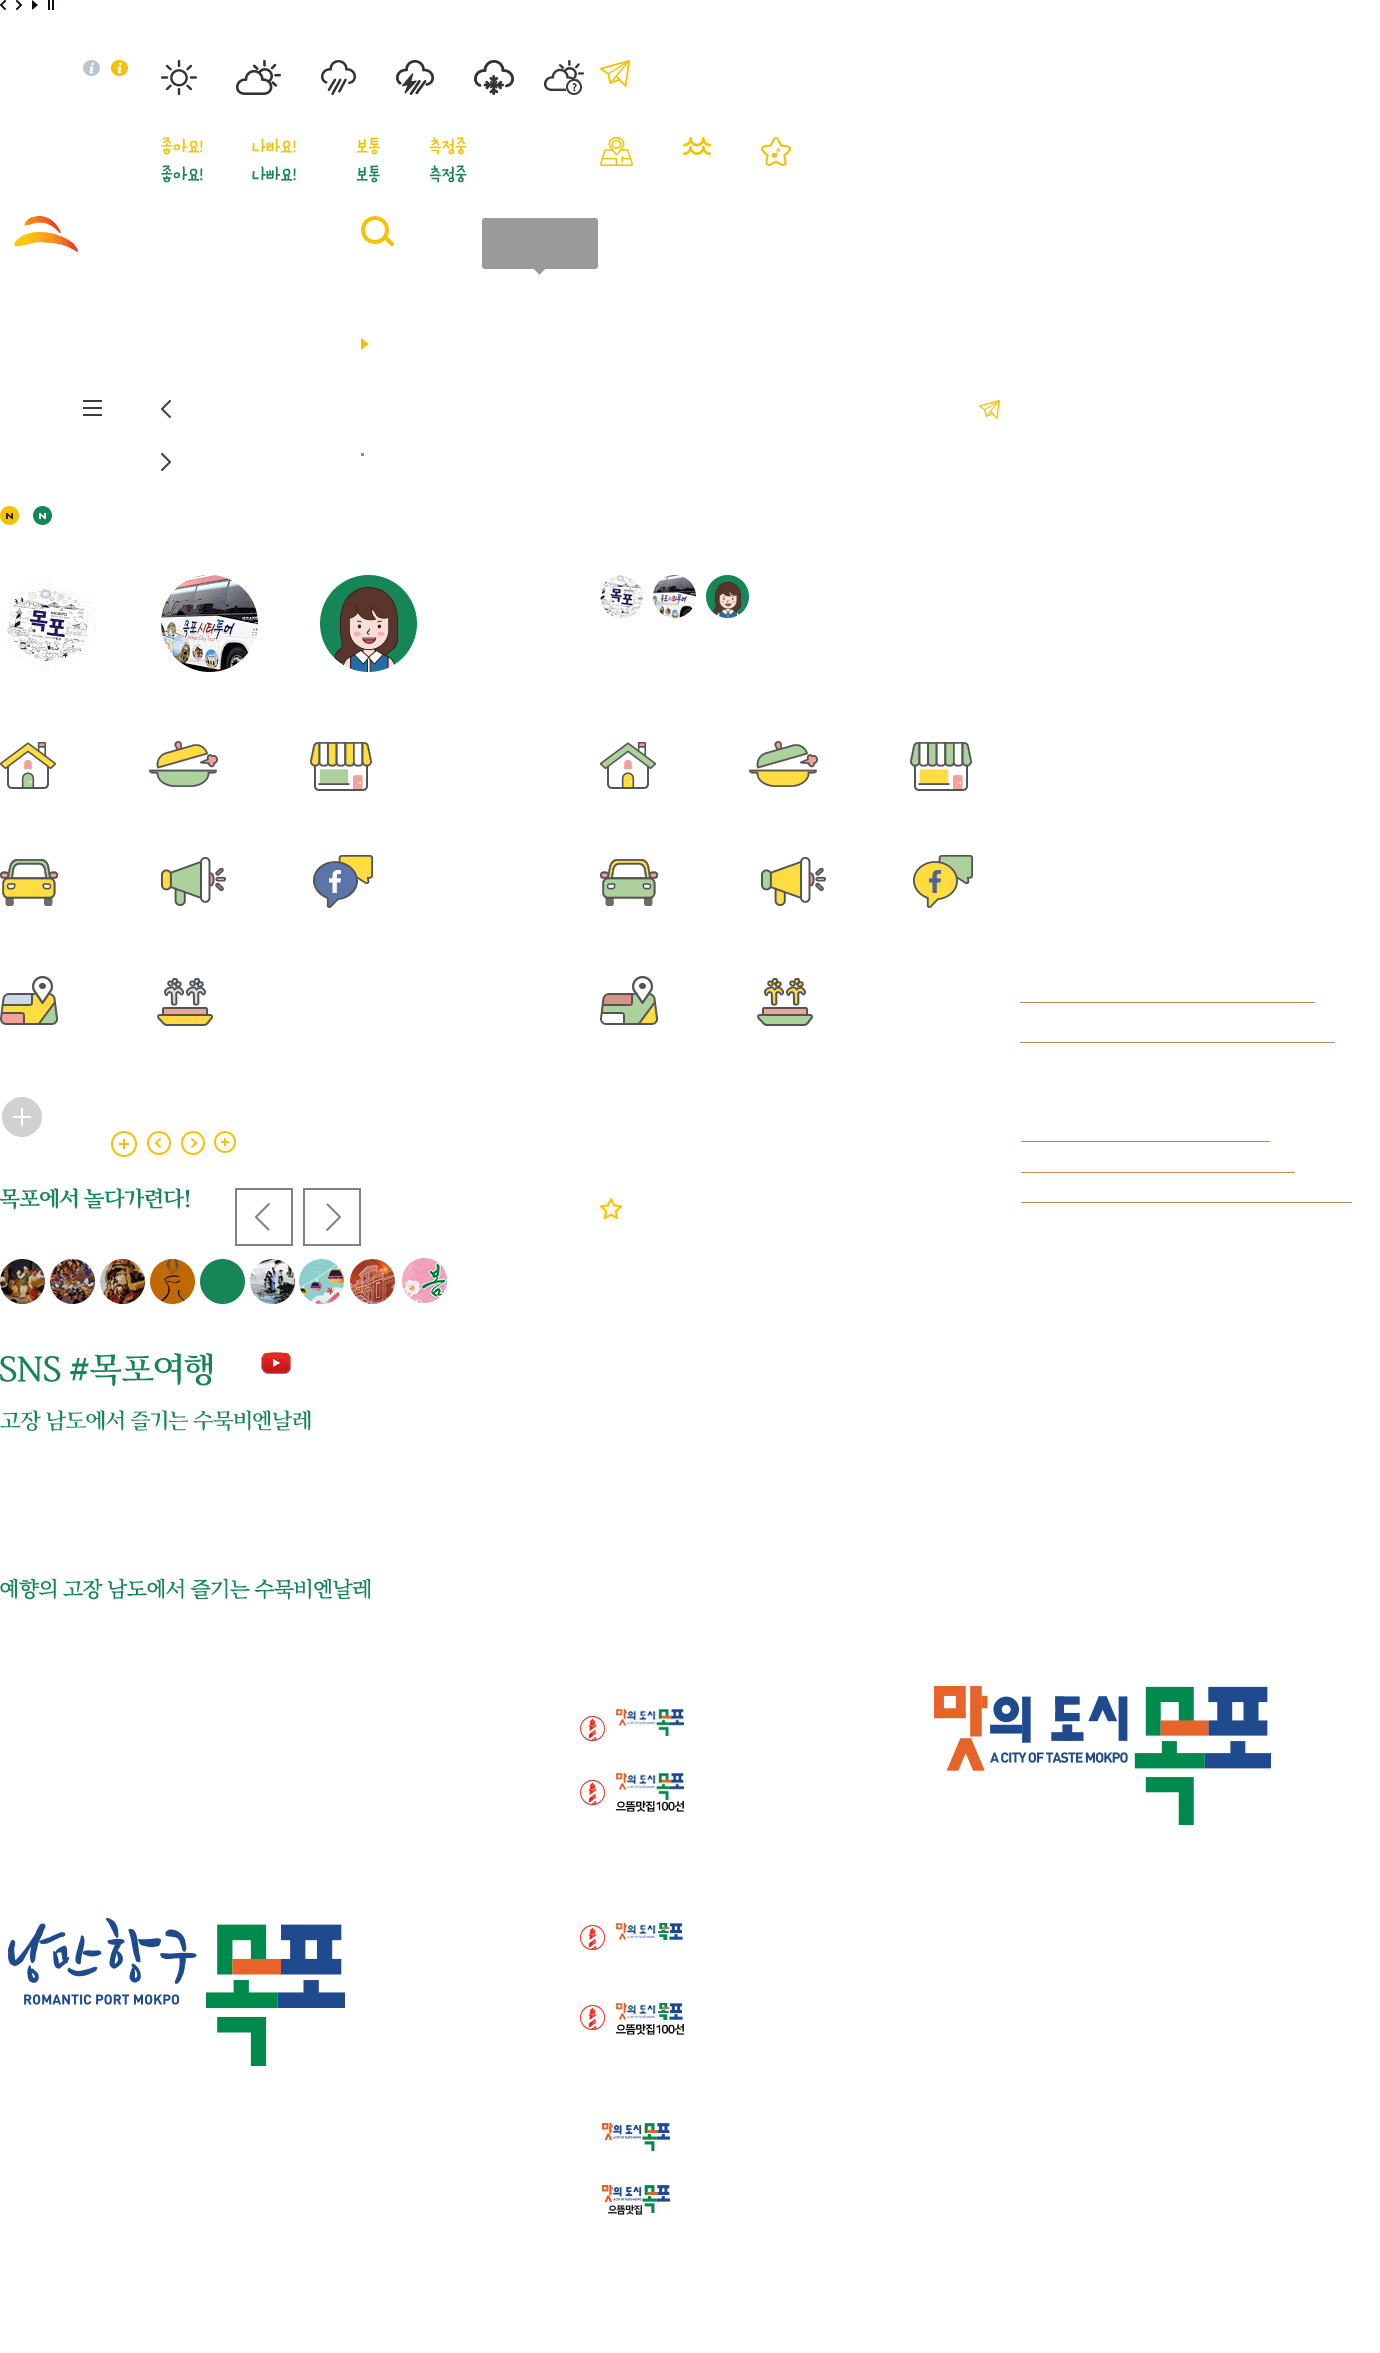 좋아요! 나빠요! 보통 측정중
좋아요! 나빠요! 보통 측정중
N N
목포
목포시티투어
목포
목포에서 놀다가련다!
봄
SNS #목포여행
고장 남도에서 즐기는 수묵비엔날레
예향의 고장 남도에서 즐기는 수묵비엔날레
맛의 도시 목포
맛의 도시 목포
A CITY OF TASTE MOKPO
맛의 도시 목포
으뜸맛집100선
낭만항구 목포
ROMANTIC PORT MOKPO
맛의 도시 목포
맛의 도시 목포
으뜸맛집100선
맛의 도시 목포
맛의 도시 목포
으뜸맛집